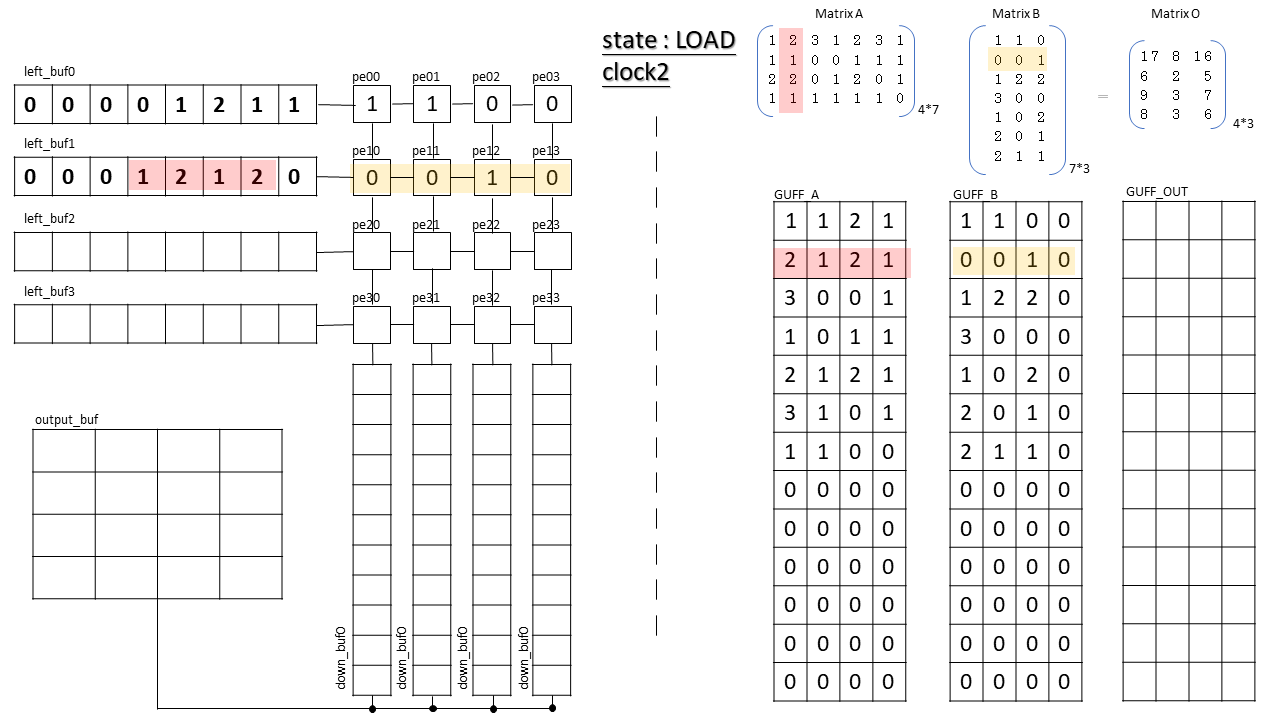 state : LOAD
clock2
left_buf0
0 0 0 0 1 2 1 1
pe00 pe01 pe02 pe03
1 1 0 0
left_buf1
0 0 0 1 2 1 2 0
pe10 pe11 pe12 pe13
0 0 1 0
left_buf2
pe20 pe21 pe22 pe23
left_buf3
pe30 pe31 pe32 pe33
output_buf
down_buf0 down_buf0 down_buf0 down_buf0
Matrix A
1 2 3 1 2 3 1
1 1 0 0 1 1 1
2 2 0 1 2 0 1
1 1 1 1 1 1 0
4*7
Matrix B
1 1 0
0 0 1
1 2 2
3 0 0
1 0 2
2 0 1
2 1 1
7*3
=
Matrix O
17 8 16
6 2 5
9 3 7
8 3 6
4*3
GUFF_A
1 1 2 1
2 1 2 1
3 0 0 1
1 0 1 1
2 1 2 1
3 1 0 1
1 1 0 0
0 0 0 0
0 0 0 0
0 0 0 0
0 0 0 0
0 0 0 0
0 0 0 0
GUFF_B
1 1 0 0
0 0 1 0
1 2 2 0
3 0 0 0
1 0 2 0
2 0 1 0
2 1 1 0
0 0 0 0
0 0 0 0
0 0 0 0
0 0 0 0
0 0 0 0
0 0 0 0
GUFF_OUT